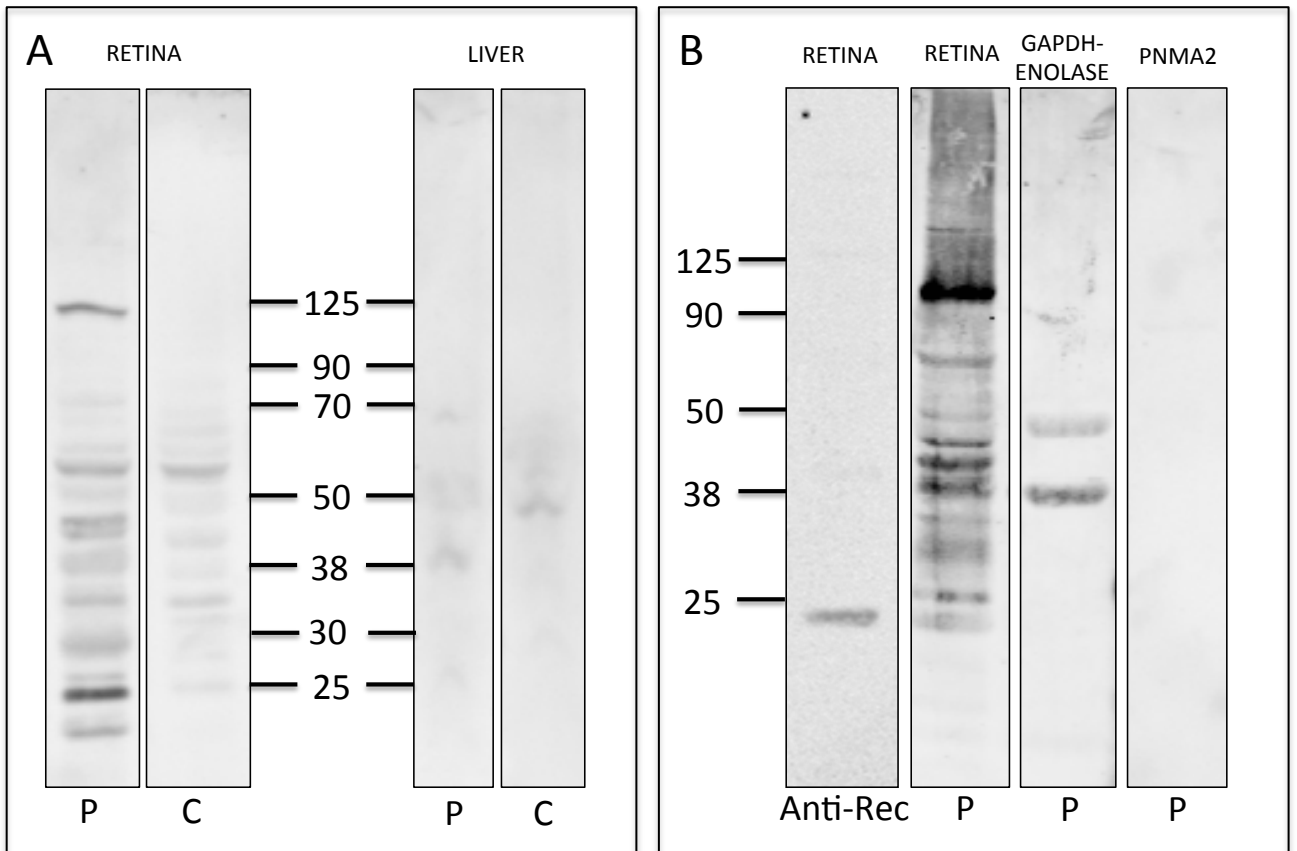 A
RETINA
LIVER
125
90
70
50
38
30
25
P
C
P
C
B
RETINA
RETINA
GAPDH-
ENOLASE
PNMA2
125
90
50
38
25
Anti-Rec
P
P
P